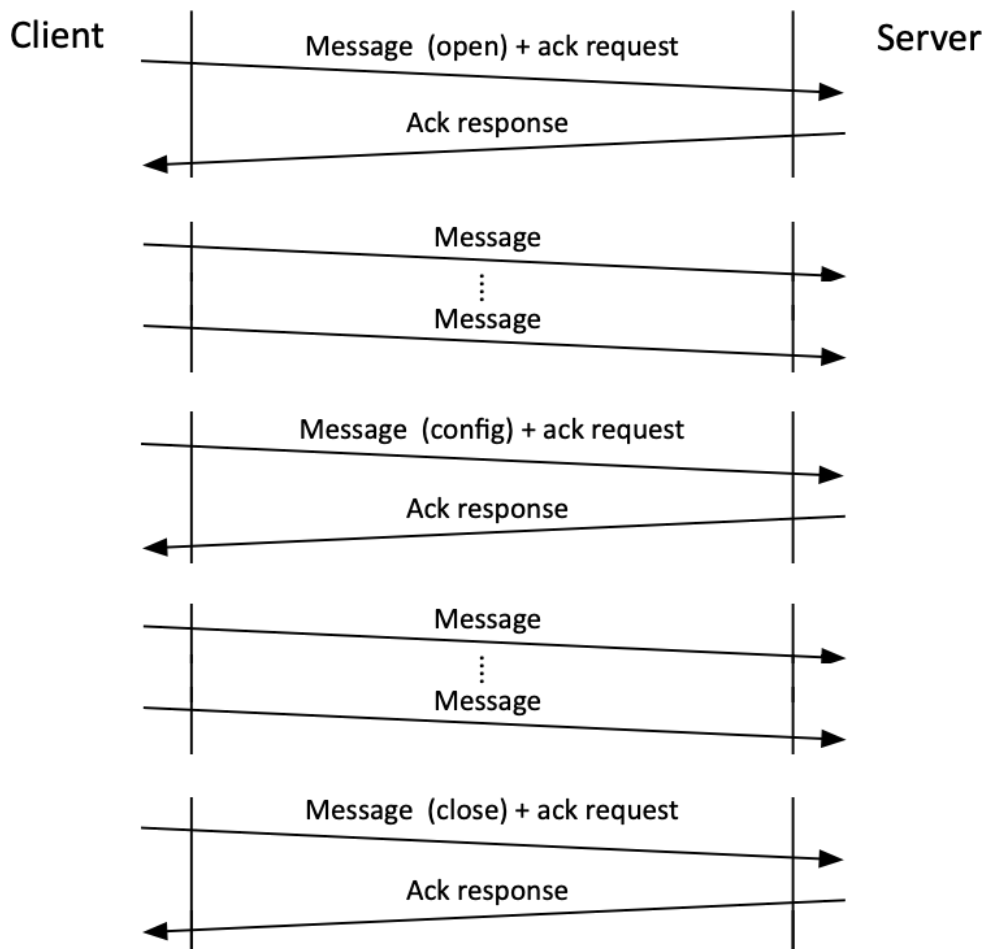 Client
Server
Message (open) + ack request
Ack response
Message
Message
Message (config) + ack request
Ack response
Message
Message
Message (close) + ack request
Ack response